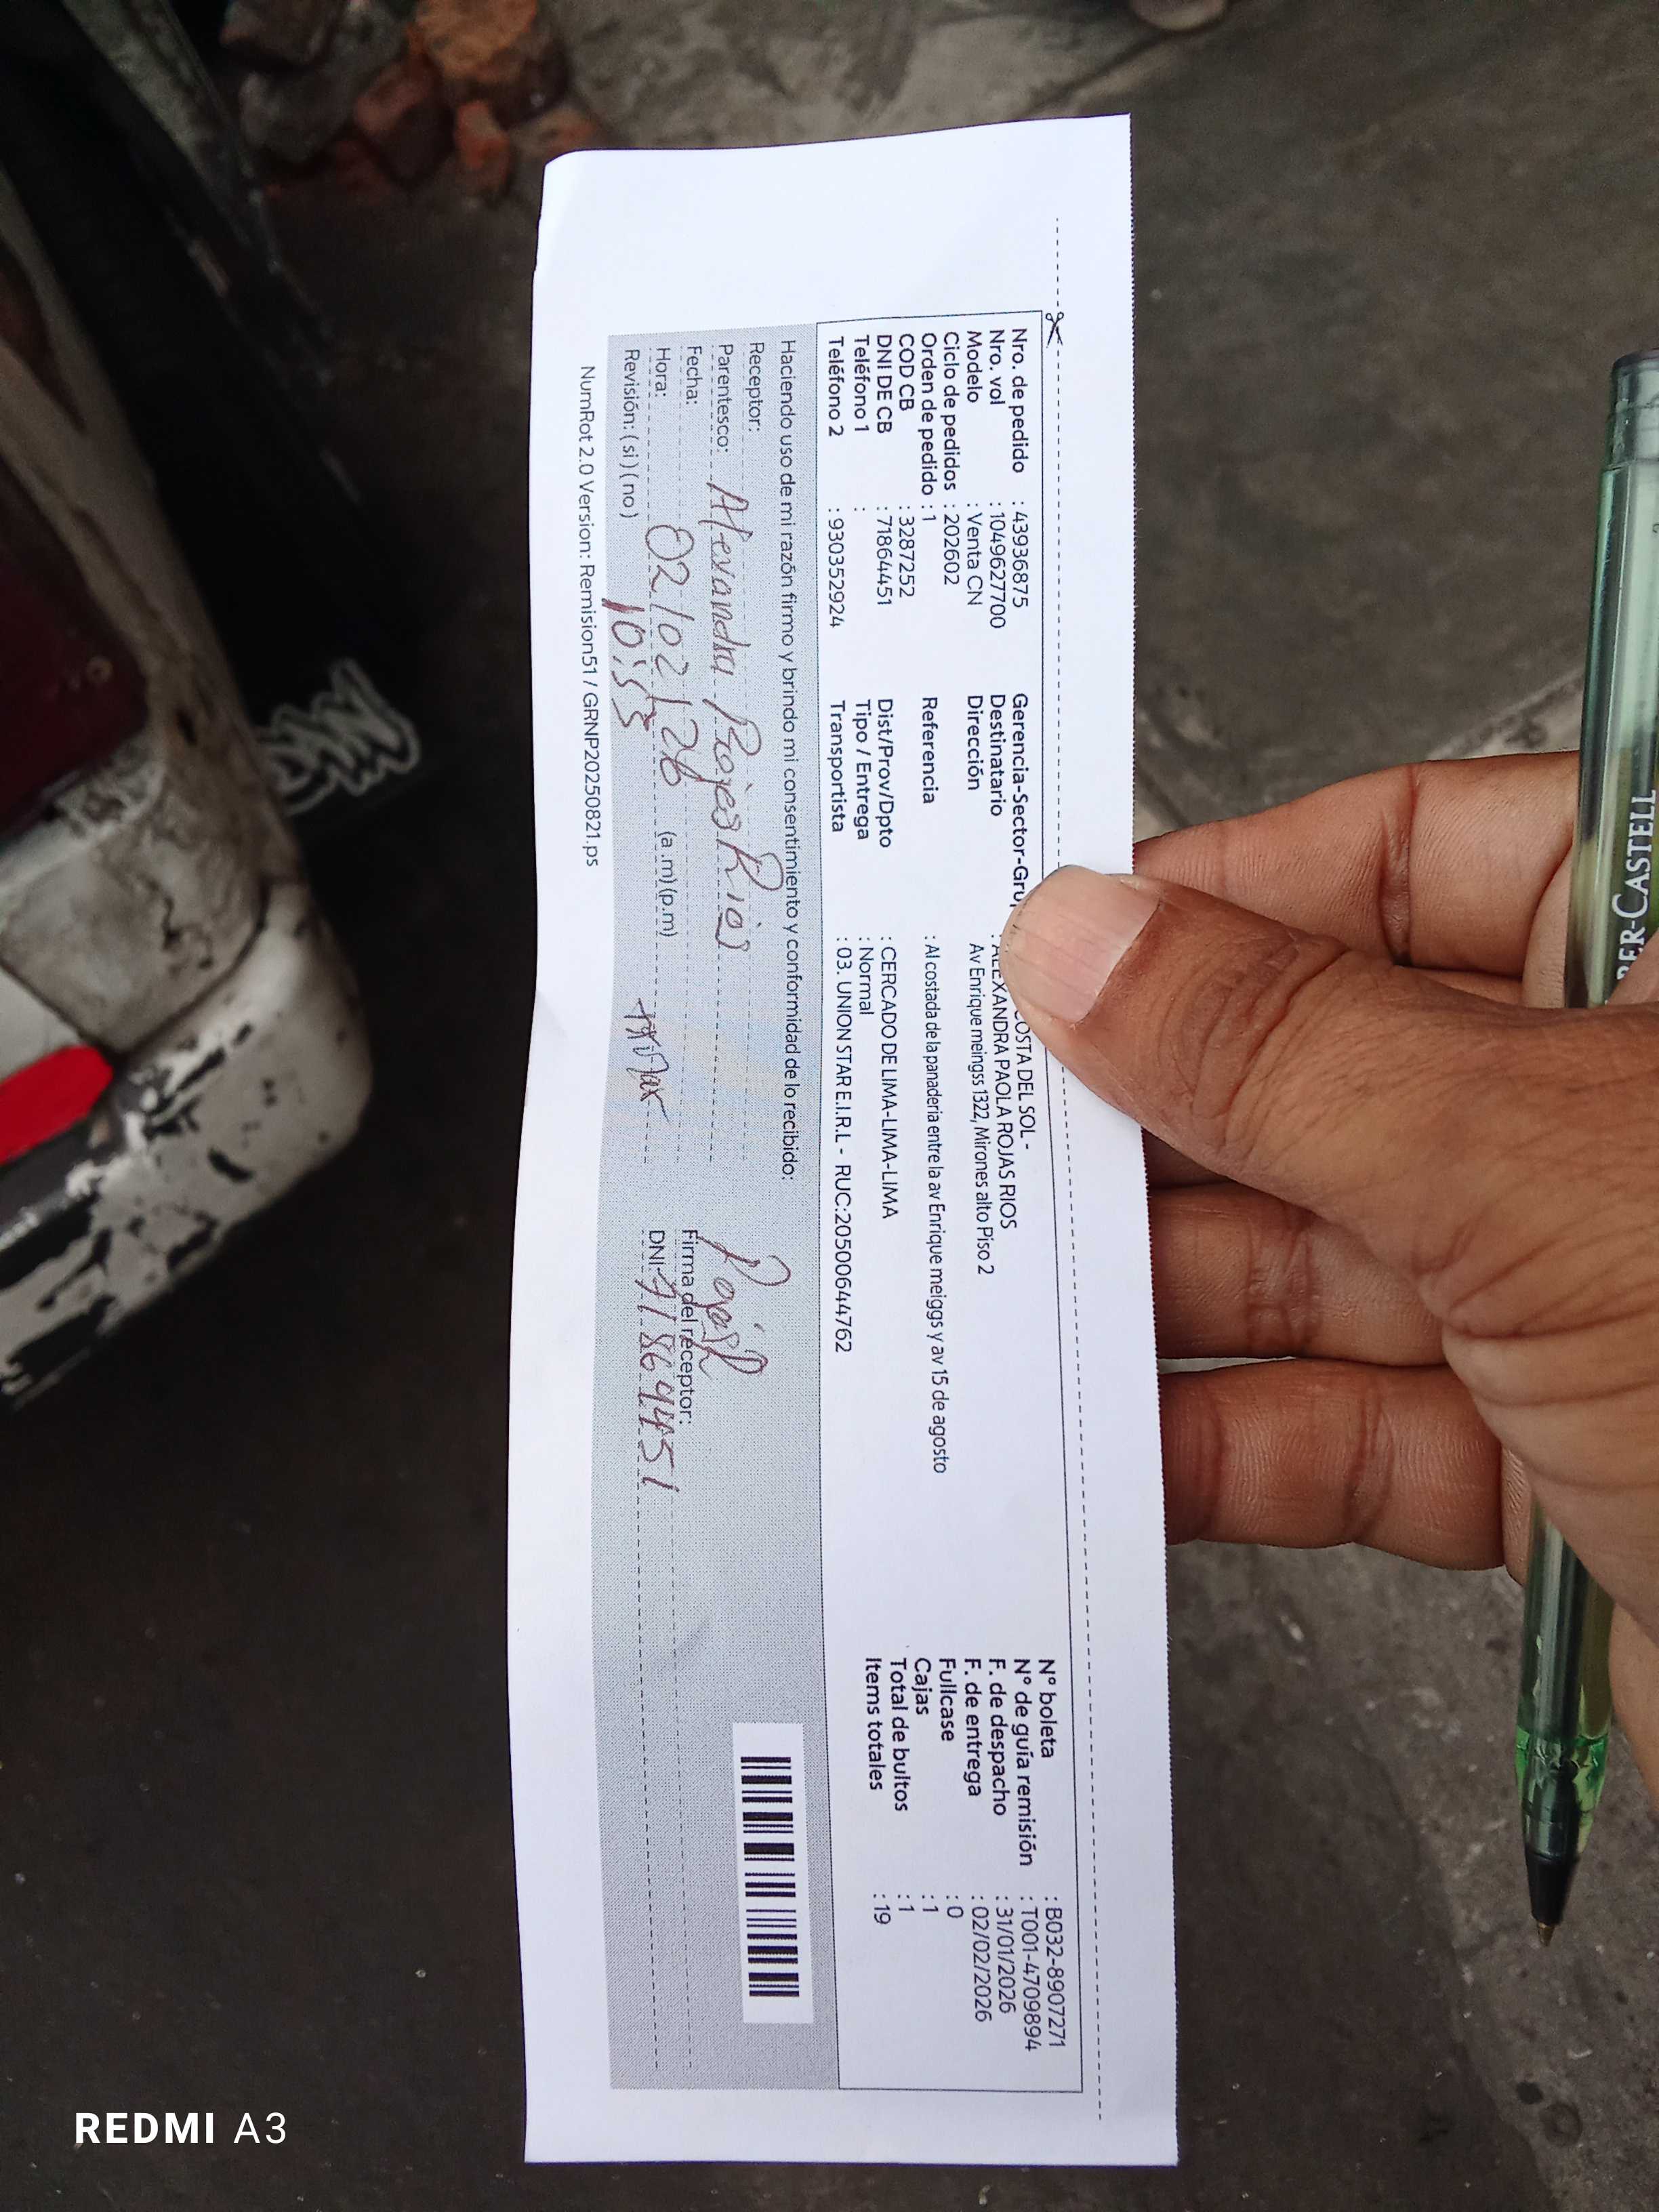 Nro. de pedido : 43936875
Nro. vol : 1049627700
Modelo : Venta CN
Ciclo de pedidos : 202602
Orden de pedido : 1
COD CB : 3287252
DNI DE CB : 71864451
Teléfono 1 :
Teléfono 2 : 930352924
Gerencia-Sector-Gru COSTA DEL SOL -
Destinatario : ALEXANDRA PAOLA ROJAS RIOS
Dirección Av Enrique meingss 1322, Mirones alto Piso 2
Referencia : Al costada de la panaderia entre la av Enrique meiggs y av 15 de agosto
Dist/Prov/Dpto : CERCADO DE LIMA-LIMA-LIMA
Tipo / Entrega : Normal
Transportista : 03. UNION STAR E.I.R.L - RUC:20500644762
N° boleta : B032-8907271
N° de guía remisión : T001-4709894
F. de despacho : 31/01/2026
F. de entrega : 02/02/2026
Fullcase : 0
Cajas : 1
Total de bultos : 1
Items totales : 19
Haciendo uso de mi razón firmo y brindo mi consentimiento y conformidad de lo recibido:
Receptor:
Parentesco: Alexandra Rojas Rios
Fecha: 02/02/26
Hora: 10:53 (a .m) (p.m)
Revisión: ( si ) ( no )
Rojas R
Firma del receptor:
DNI: 71864451
NumRot 2.0 Version: Remision51 / GRNP20250821.ps
ER-CASTELL
REDMI A3